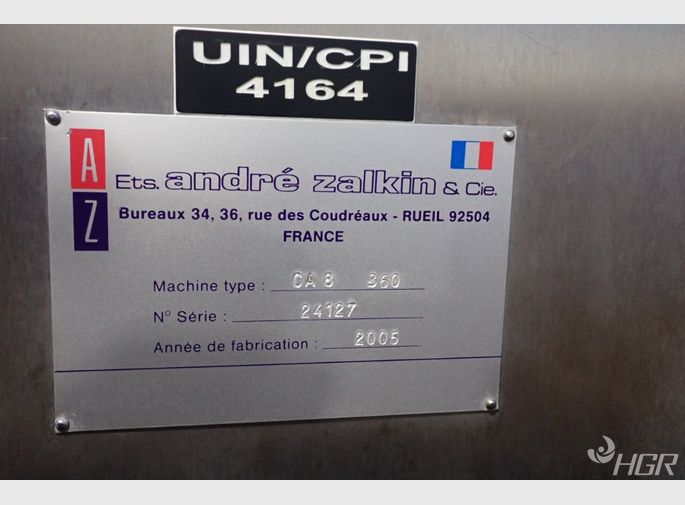 UIN/CPI
4164
A
Z
Ets. andré zalkin & Cie.
Bureaux 34, 36, rue des Coudréaux - RUEIL 92504
FRANCE
Machine type : CA 8 360
N° Série : 24127
Année de fabrication : 2005
HGR